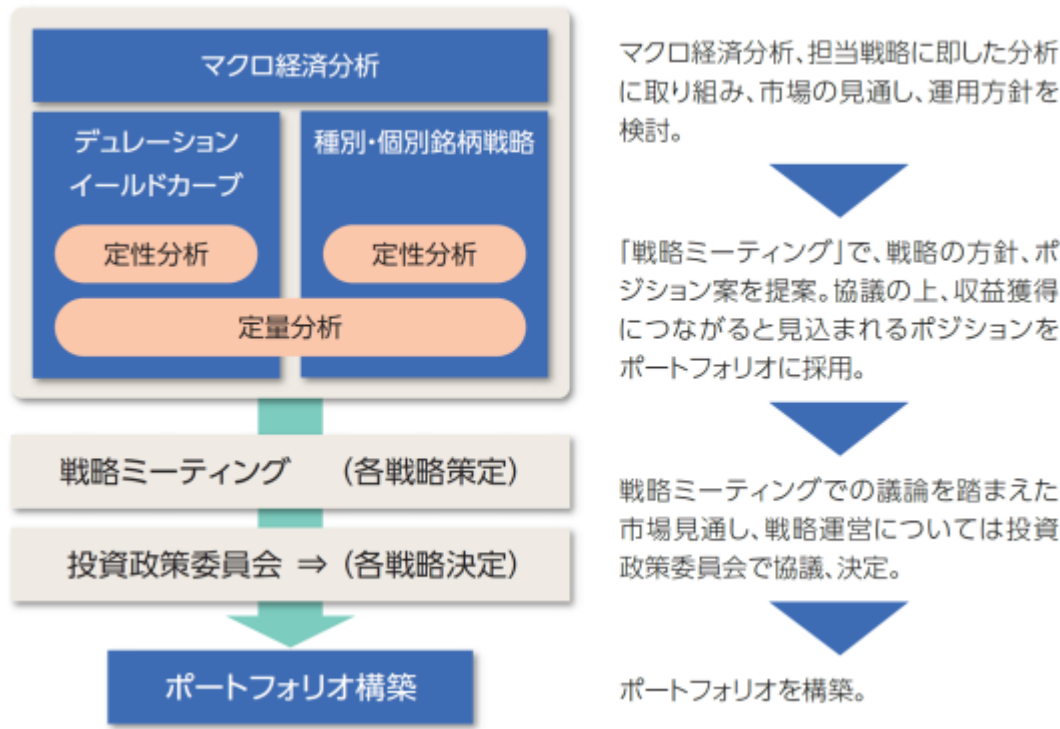 マクロ経済分析
デュレーション
イールドカーブ
種別・個別銘柄戦略
定性分析
定性分析
定量分析
戦略ミーティング （各戦略策定）
投資政策委員会 ⇒ （各戦略決定）
ポートフォリオ構築
マクロ経済分析、担当戦略に即した分析
に取り組み、市場の見通し、運用方針を
検討。
「戦略ミーティング」で、戦略の方針、ポ
ジション案を提案。協議の上、収益獲得
につながると見込まれるポジションを
ポートフォリオに採用。
戦略ミーティングでの議論を踏まえた
市場見通し、戦略運営については投資
政策委員会で協議、決定。
ポートフォリオを構築。